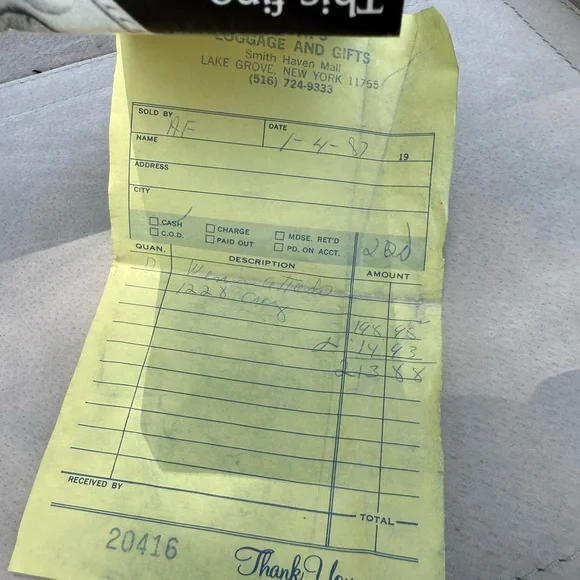 This fine
LUGGAGE AND GIFTS
Smith Haven Mall
LAKE GROVE, NEW YORK 11755
(516) 724-9333
SOLD BY AF DATE 1-4-87 19
NAME
ADDRESS
CITY
CASH CHARGE MDSE. RET'D
C.O.D. PAID OUT PD. ON ACCT.
QUAN. DESCRIPTION AMOUNT
1228
198 95
14 93
213 88
RECEIVED BY
TOTAL
20416
Thank You